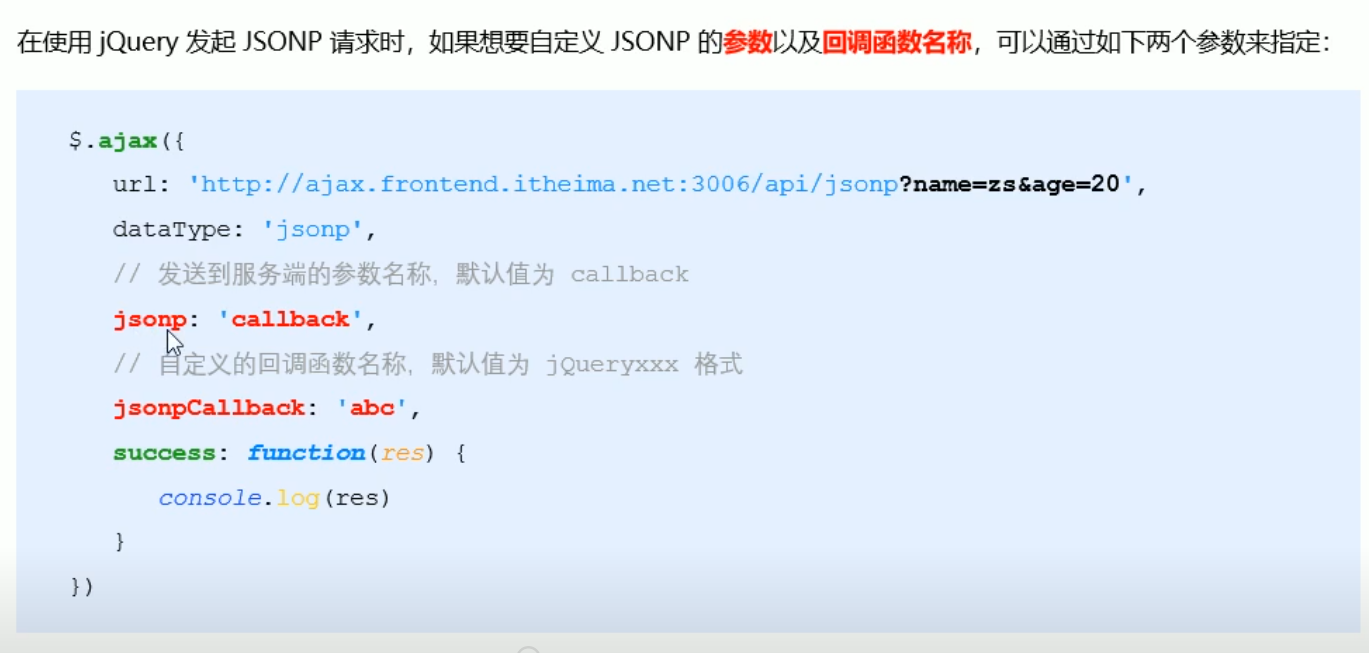 在使用 jQuery 发起 JSONP 请求时，如果想要自定义 JSONP 的参数以及回调函数名称，可以通过如下两个参数来指定：
$.ajax({
url: 'http://ajax.frontend.itheima.net:3006/api/jsonp?name=zs&age=20',
dataType: 'jsonp',
// 发送到服务端的参数名称，默认值为 callback
jsonp: 'callback',
// 自定义的回调函数名称，默认值为 jQueryxxx 格式
jsonpCallback: 'abc',
success: function(res) {
console.log(res)
}
})